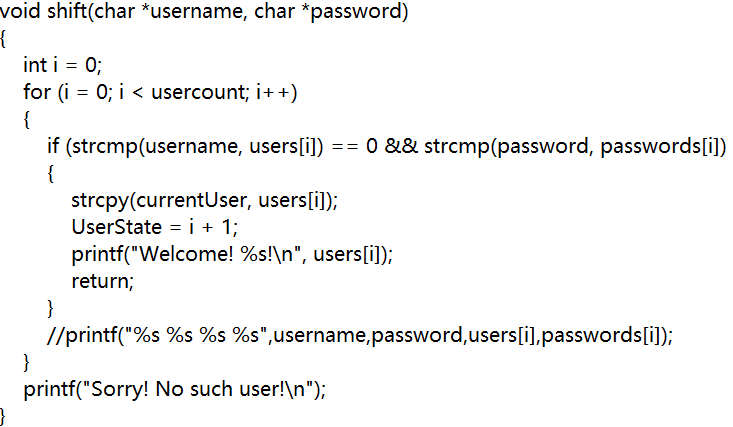 void shift(char *username, char *password)
{
int i = 0;
for (i = 0; i < usercount; i++)
{
if (strcmp(username, users[i]) == 0 && strcmp(password, passwords[i])
{
strcpy(currentUser, users[i]);
UserState = i + 1;
printf("Welcome! %s!\n", users[i]);
return;
}
//printf("%s %s %s %s",username,password,users[i],passwords[i]);
}
printf("Sorry! No such user!\n");
}